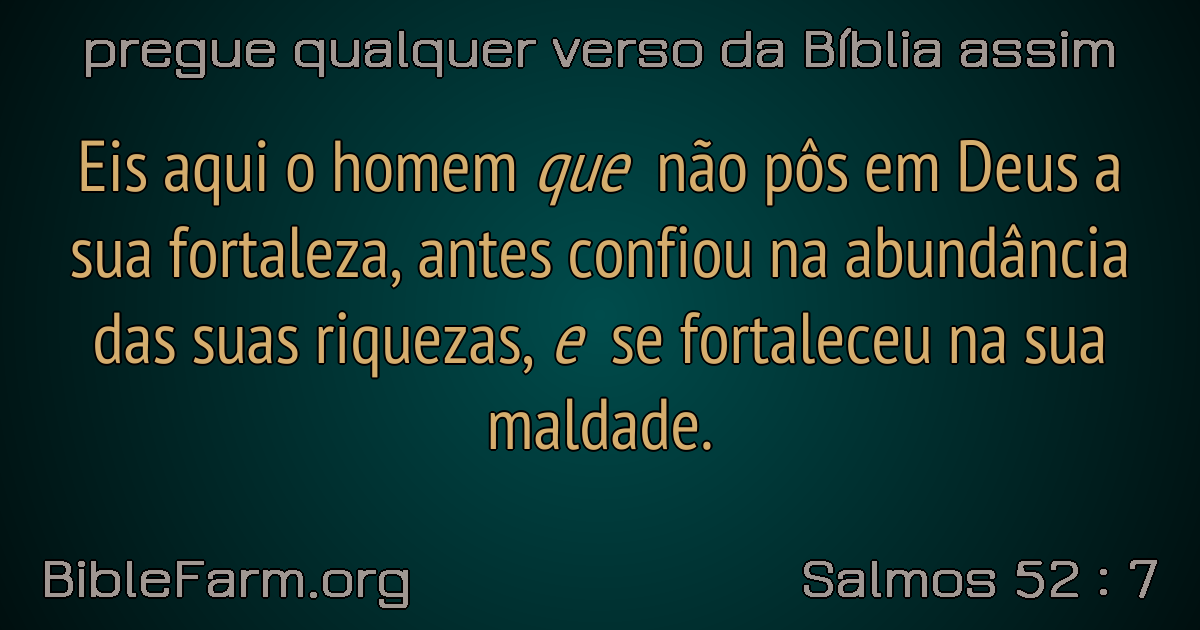 pregue qualquer verso da Bíblia assim
Eis aqui o homem que não pôs em Deus a
sua fortaleza, antes confiou na abundância
das suas riquezas, e se fortaleceu na sua
maldade.
BibleFarm.org
Salmos 52 : 7